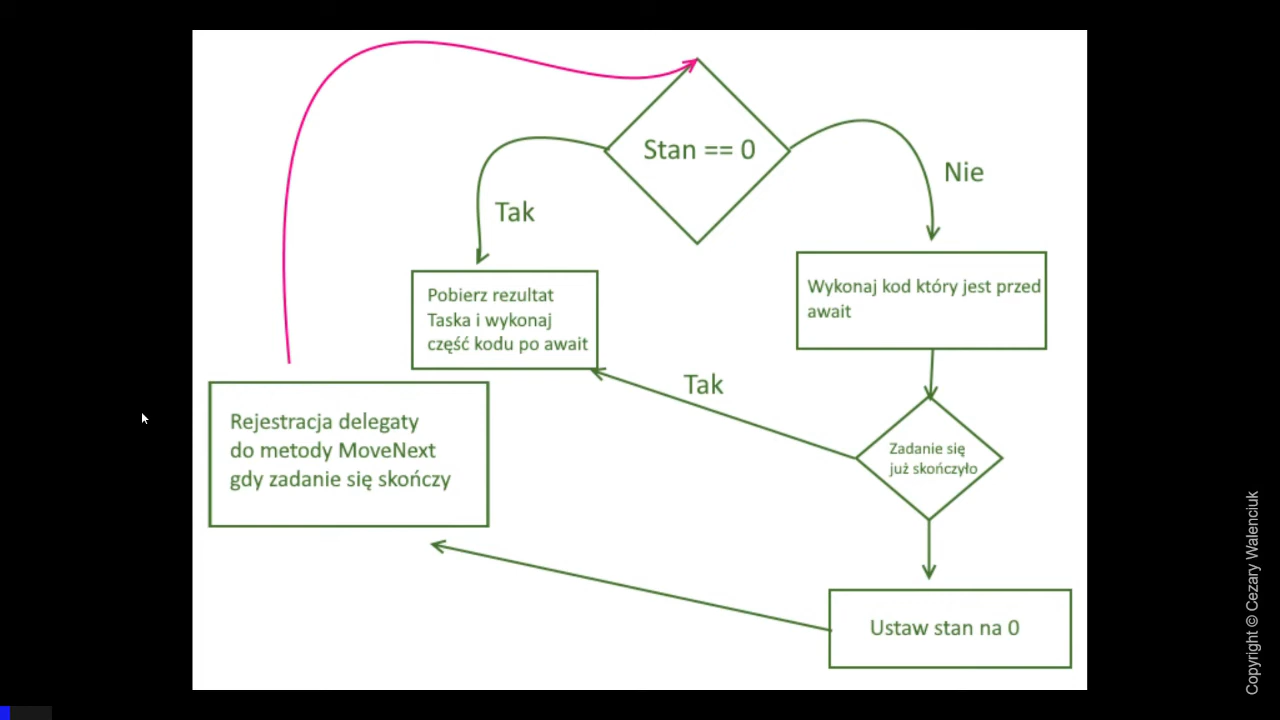 Stan == 0
Nie
Tak
Wykonaj kod który jest przed
await
Pobierz rezultat
Taska i wykonaj
część kodu po await
Tak
Rejestracja delegaty
do metody MoveNext
gdy zadanie się skończy
Zadanie się
już skończyło
Ustaw stan na 0
Copyright © Cezary Walenciuk